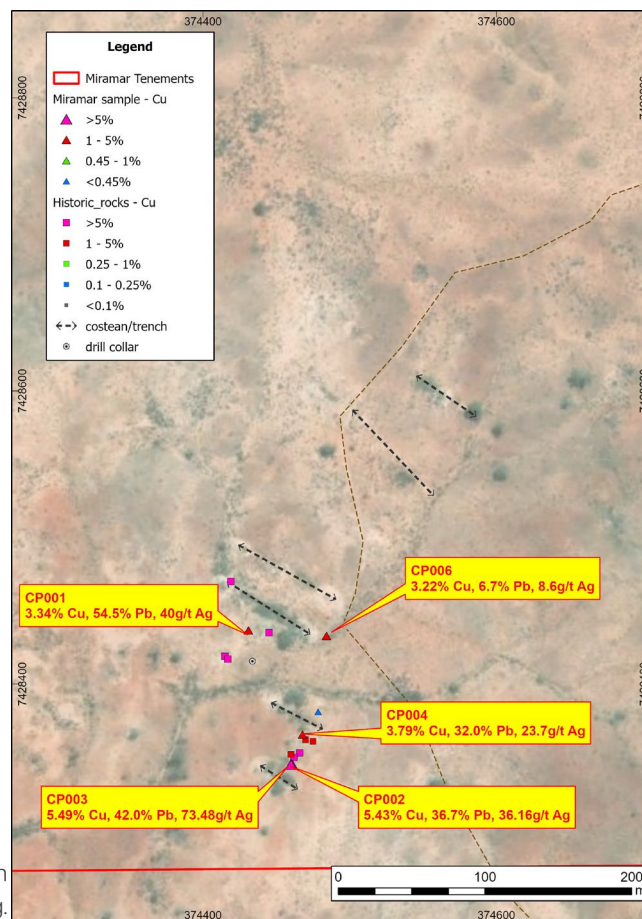 374400
374600
7428800
7428800
Legend
Miramar Tenements
Miramar sample - Cu
>5%
1 - 5%
0.45 - 1%
<0.45%
Historic_rocks - Cu
>5%
1 - 5%
0.25 - 1%
0.1 - 0.25%
<0.1%
costean/trench
drill collar
7428600
7428600
CP001
3.34% Cu, 54.5% Pb, 40g/t Ag
CP006
3.22% Cu, 6.7% Pb, 8.6g/t Ag
7428400
7428400
CP004
3.79% Cu, 32.0% Pb, 23.7g/t Ag
CP003
5.49% Cu, 42.0% Pb, 73.48g/t Ag
CP002
5.43% Cu, 36.7% Pb, 36.16g/t Ag
0 100 200
m
374400
374600
g.